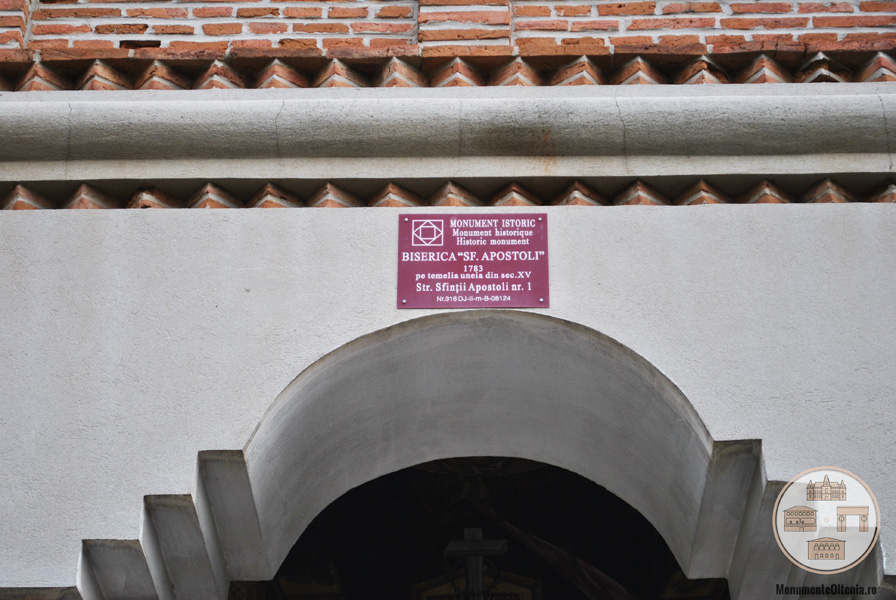 MONUMENT ISTORIC
Monument historique
Historic monument
BISERICA "SF. APOSTOLI"
1783
pe temelia uneia din sec.XV
Str. Sfinții Apostoli nr. 1
Nr.316 DJ-II-m-B-08124
MonumenteOltenia.ro